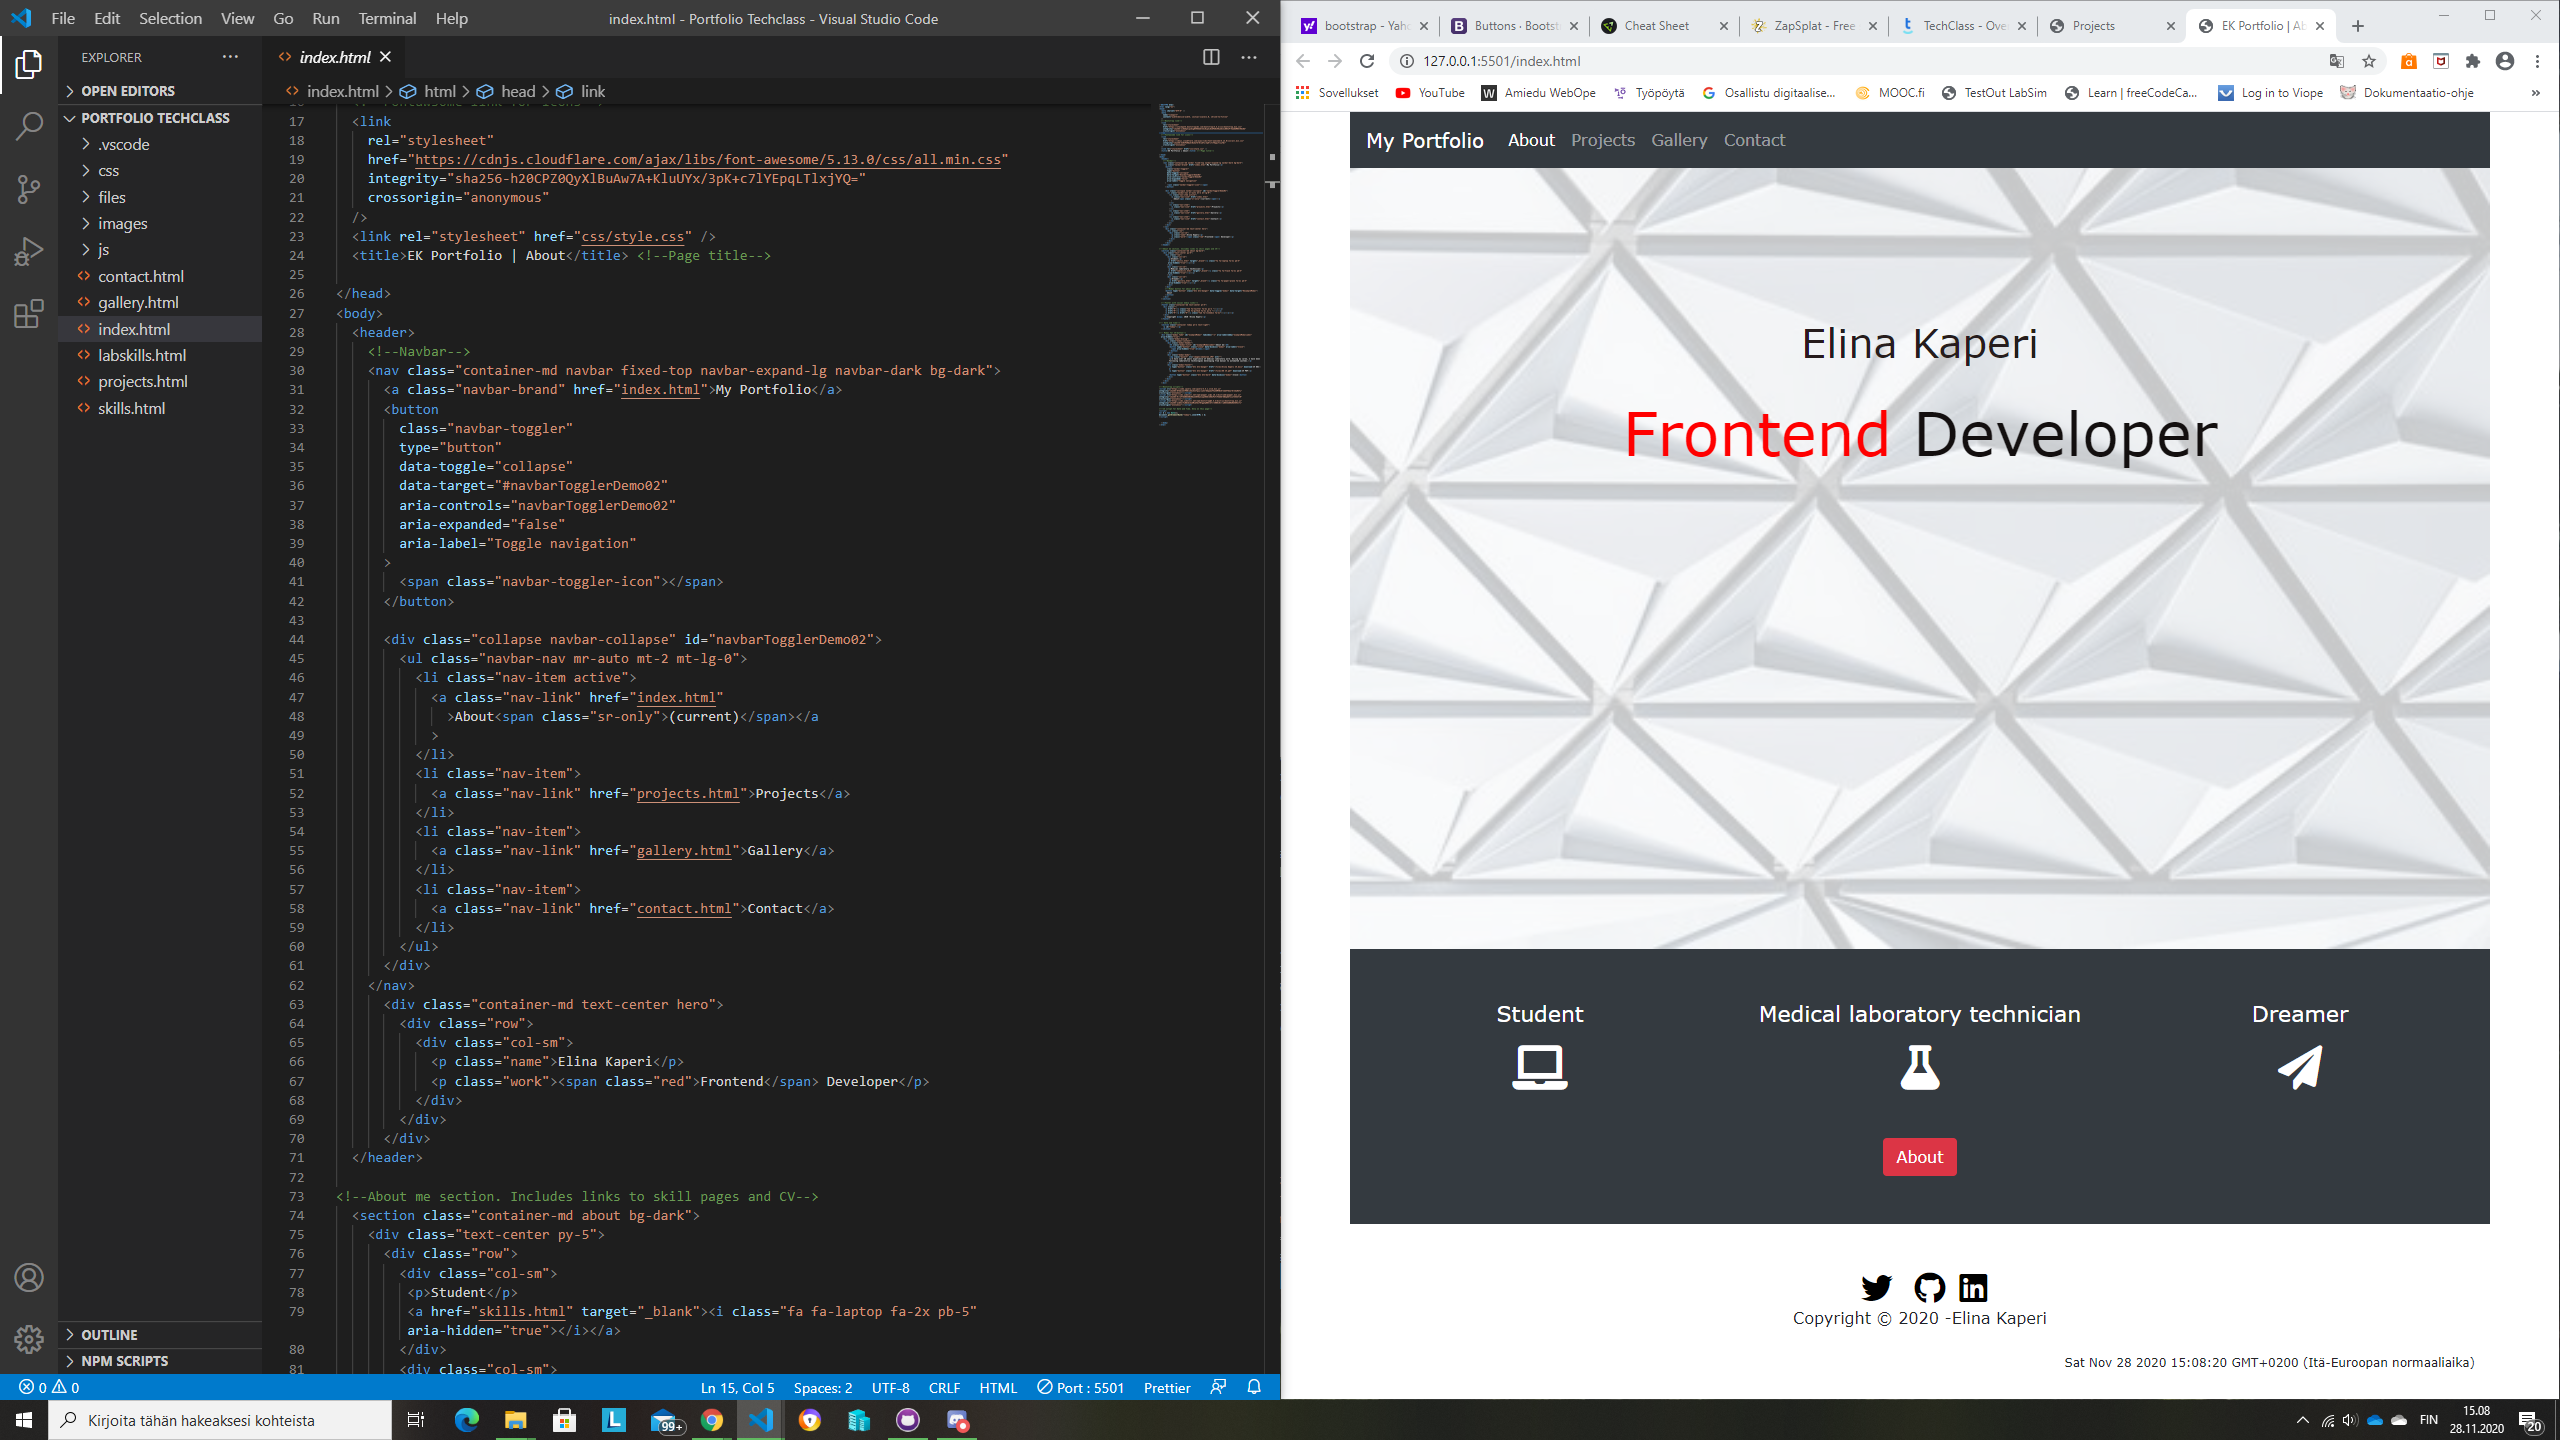 File Edit Selection View Go Run Terminal Help
index.html - Portfolio Techclass - Visual Studio Code
EXPLORER
OPEN EDITORS
PORTFOLIO TECHCLASS
.vscode
css
files
images
js
contact.html
gallery.html
index.html
labskills.html
projects.html
skills.html
OUTLINE
NPM SCRIPTS
index.html
index.html > html > head > link
17 <link
18 rel="stylesheet"
19 href="https://cdnjs.cloudflare.com/ajax/libs/font-awesome/5.13.0/css/all.min.css"
20 integrity="sha256-h20CPZ0QyXlBuAw7A+KluUYx/3pK+c7lYEpqLTlxjYQ="
21 crossorigin="anonymous"
22 />
23 <link rel="stylesheet" href="css/style.css" />
24 <title>EK Portfolio | About</title> <!--Page title-->
25
26 </head>
27 <body>
28 <header>
29 <!--Navbar-->
30 <nav class="container-md navbar fixed-top navbar-expand-lg navbar-dark bg-dark">
31 <a class="navbar-brand" href="index.html">My Portfolio</a>
32 <button
33 class="navbar-toggler"
34 type="button"
35 data-toggle="collapse"
36 data-target="#navbarTogglerDemo02"
37 aria-controls="navbarTogglerDemo02"
38 aria-expanded="false"
39 aria-label="Toggle navigation"
40 >
41 <span class="navbar-toggler-icon"></span>
42 </button>
43
44 <div class="collapse navbar-collapse" id="navbarTogglerDemo02">
45 <ul class="navbar-nav mr-auto mt-2 mt-lg-0">
46 <li class="nav-item active">
47 <a class="nav-link" href="index.html"
48 >About<span class="sr-only">(current)</span></a
49 >
50 </li>
51 <li class="nav-item">
52 <a class="nav-link" href="projects.html">Projects</a>
53 </li>
54 <li class="nav-item">
55 <a class="nav-link" href="gallery.html">Gallery</a>
56 </li>
57 <li class="nav-item">
58 <a class="nav-link" href="contact.html">Contact</a>
59 </li>
60 </ul>
61 </div>
62 </nav>
63 <div class="container-md text-center hero">
64 <div class="row">
65 <div class="col-sm">
66 <p class="name">Elina Kaperi</p>
67 <p class="work"><span class="red">Frontend</span> Developer</p>
68 </div>
69 </div>
70 </div>
71 </header>
72
73 <!--About me section. Includes links to skill pages and CV-->
74 <section class="container-md about bg-dark">
75 <div class="text-center py-5">
76 <div class="row">
77 <div class="col-sm">
78 <p>Student</p>
79 <a href="skills.html" target="_blank"><i class="fa fa-laptop fa-2x pb-5"
aria-hidden="true"></i></a>
80 </div>
81 <div class="col-sm">
0 0 Ln 15, Col 5 Spaces: 2 UTF-8 CRLF HTML Port : 5501 Prettier
bootstrap - Yah Buttons · Bootst Cheat Sheet ZapSplat - Free TechClass - Ove Projects EK Portfolio | Ab
127.0.0.1:5501/index.html
Sovellukset YouTube Amiedu WebOpe Työpöytä Osallistu digitaalise... MOOC.fi TestOut LabSim Learn | freeCodeCa... Log in to Viope Dokumentaatio-ohje »
My Portfolio About Projects Gallery Contact
Elina Kaperi
Frontend Developer
Student Medical laboratory technician Dreamer
About
Copyright © 2020 -Elina Kaperi
Sat Nov 28 2020 15:08:20 GMT+0200 (Itä-Euroopan normaaliaika)
Kirjoita tähän hakeaksesi kohteista
99+
FIN
15.08
28.11.2020
20